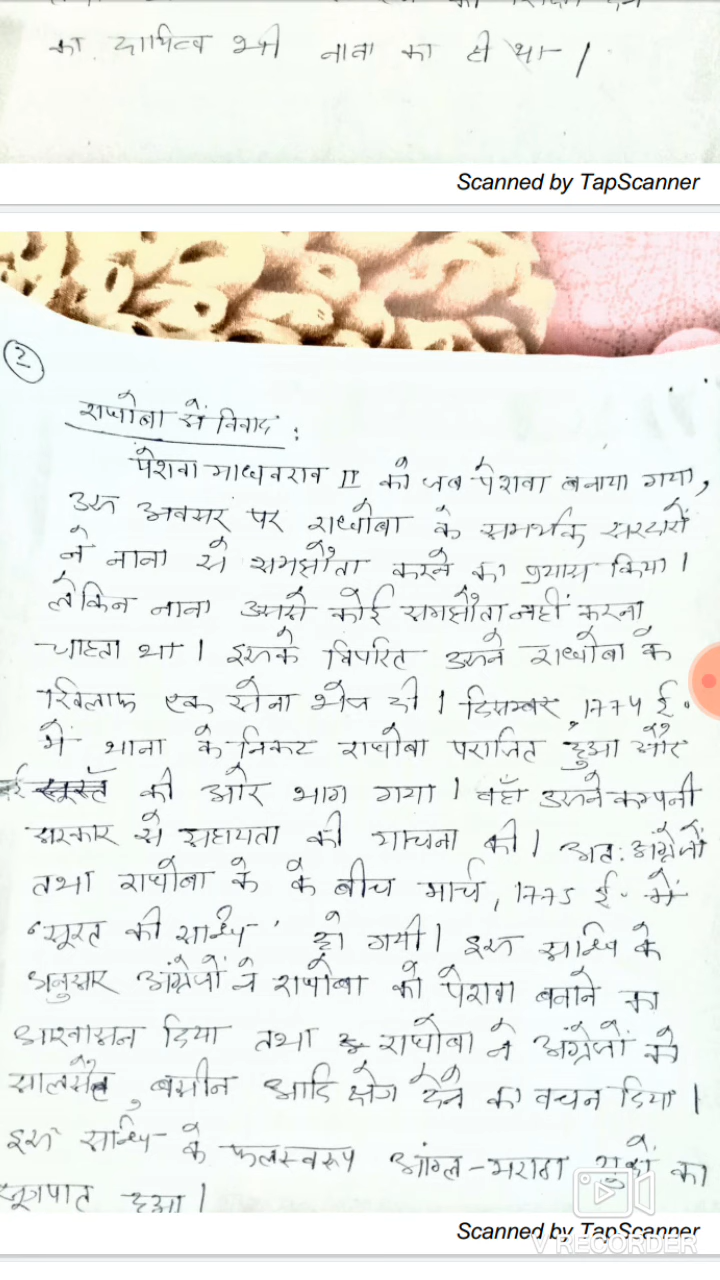 का दायित्व भी नाना का ही था।
Scanned by TapScanner
2
राघोबा से विवाद :
पेशवा माधवराव II को जब पेशवा बनाया गया,
उस अवसर पर राघोबा के समर्थक सरदारों
ने नाना से समझौता करने का प्रयास किया।
लेकिन नाना उससे कोई समझौता नहीं करना
चाहता था। इसके विपरित उसने राघोबा के
खिलाफ एक सेना भेज दी। दिसम्बर, 1774 ई.
में थाना के निकट राघोबा पराजित हुआ और
सूरत की ओर भाग गया। वहाँ उसने कम्पनी
सरकार से सहायता की याचना की। अत: अंग्रेजों
तथा राघोबा के के बीच मार्च, 1775 ई. में
'सूरत की सन्धि' हो गयी। इस सन्धि के
अनुसार अंग्रेजों ने राघोबा को पेशवा बनाने का
आश्वासन दिया तथा राघोबा ने अंग्रेजों को
सालसेट, बसीन आदि क्षेत्र देने का वचन दिया।
इस सन्धि के फलस्वरूप आंग्ल-मराठा युद्धों का
सूत्रपात हुआ।
Scanned by TapScanner
V RECORDER